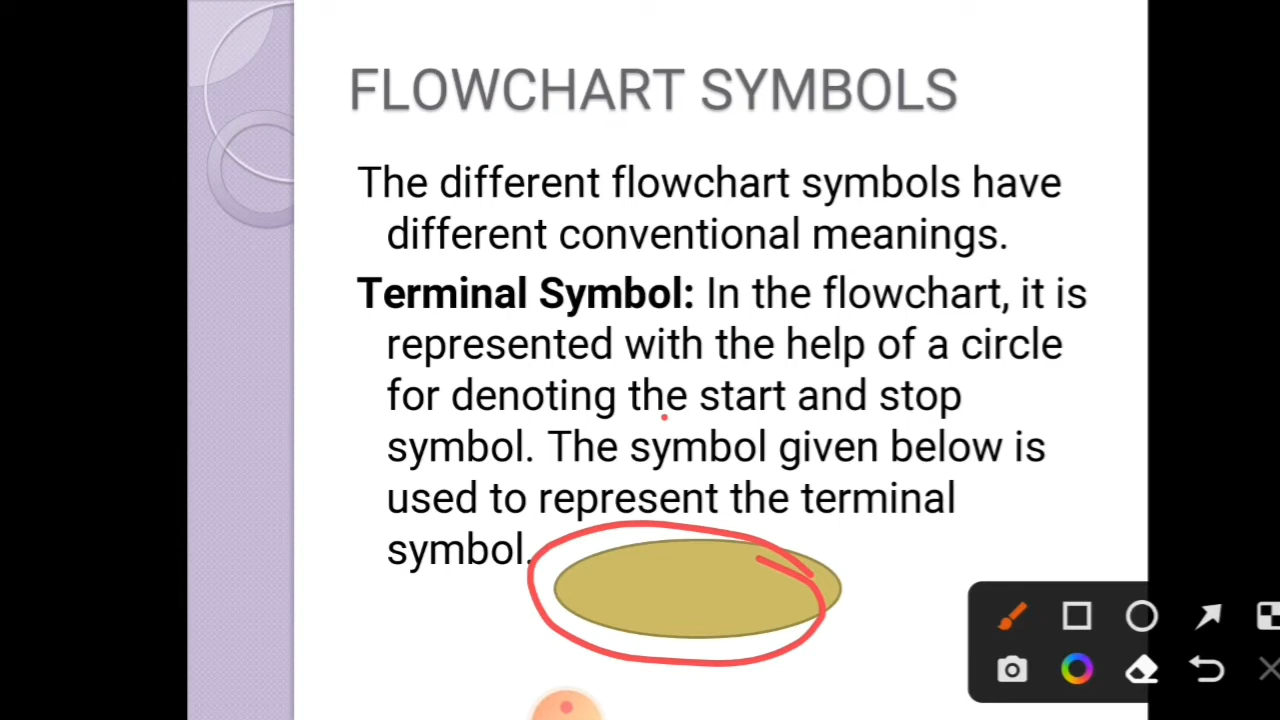 FLOWCHART SYMBOLS
The different flowchart symbols have
different conventional meanings.
Terminal Symbol: In the flowchart, it is
represented with the help of a circle
for denoting the start and stop
symbol. The symbol given below is
used to represent the terminal
symbol.